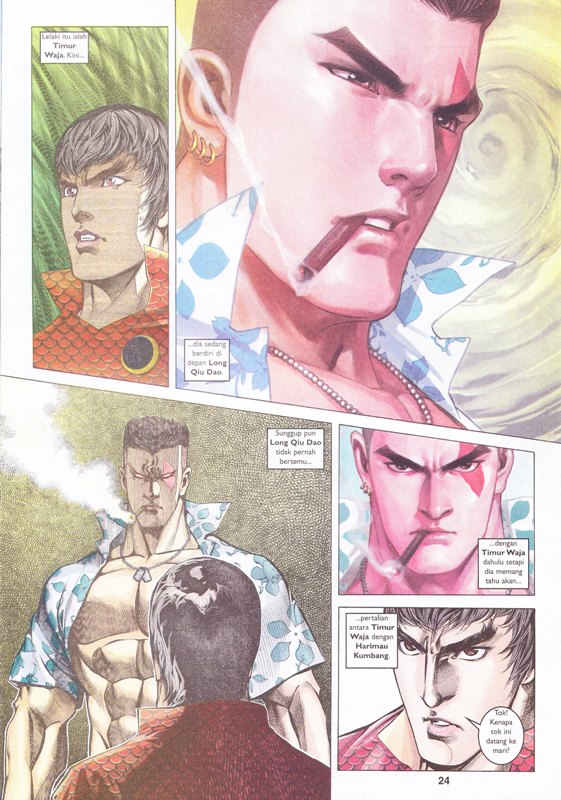 Lelaki itu ialah
Timur
Waja. Kini...
...dia sedang
berdiri di
depan Long
Qiu Dao.
Sunggup pun
Long Qiu Dao
tidak pernah
bertemu...
...dengan
Timur Waja
dahulu tetapi
dia memang
tahu akan...
...pertalian
antara Timur
Waja dengan
Harimau
Kumbang.
Tok!
Kenapa
tok ini
datang ke
mari?
24